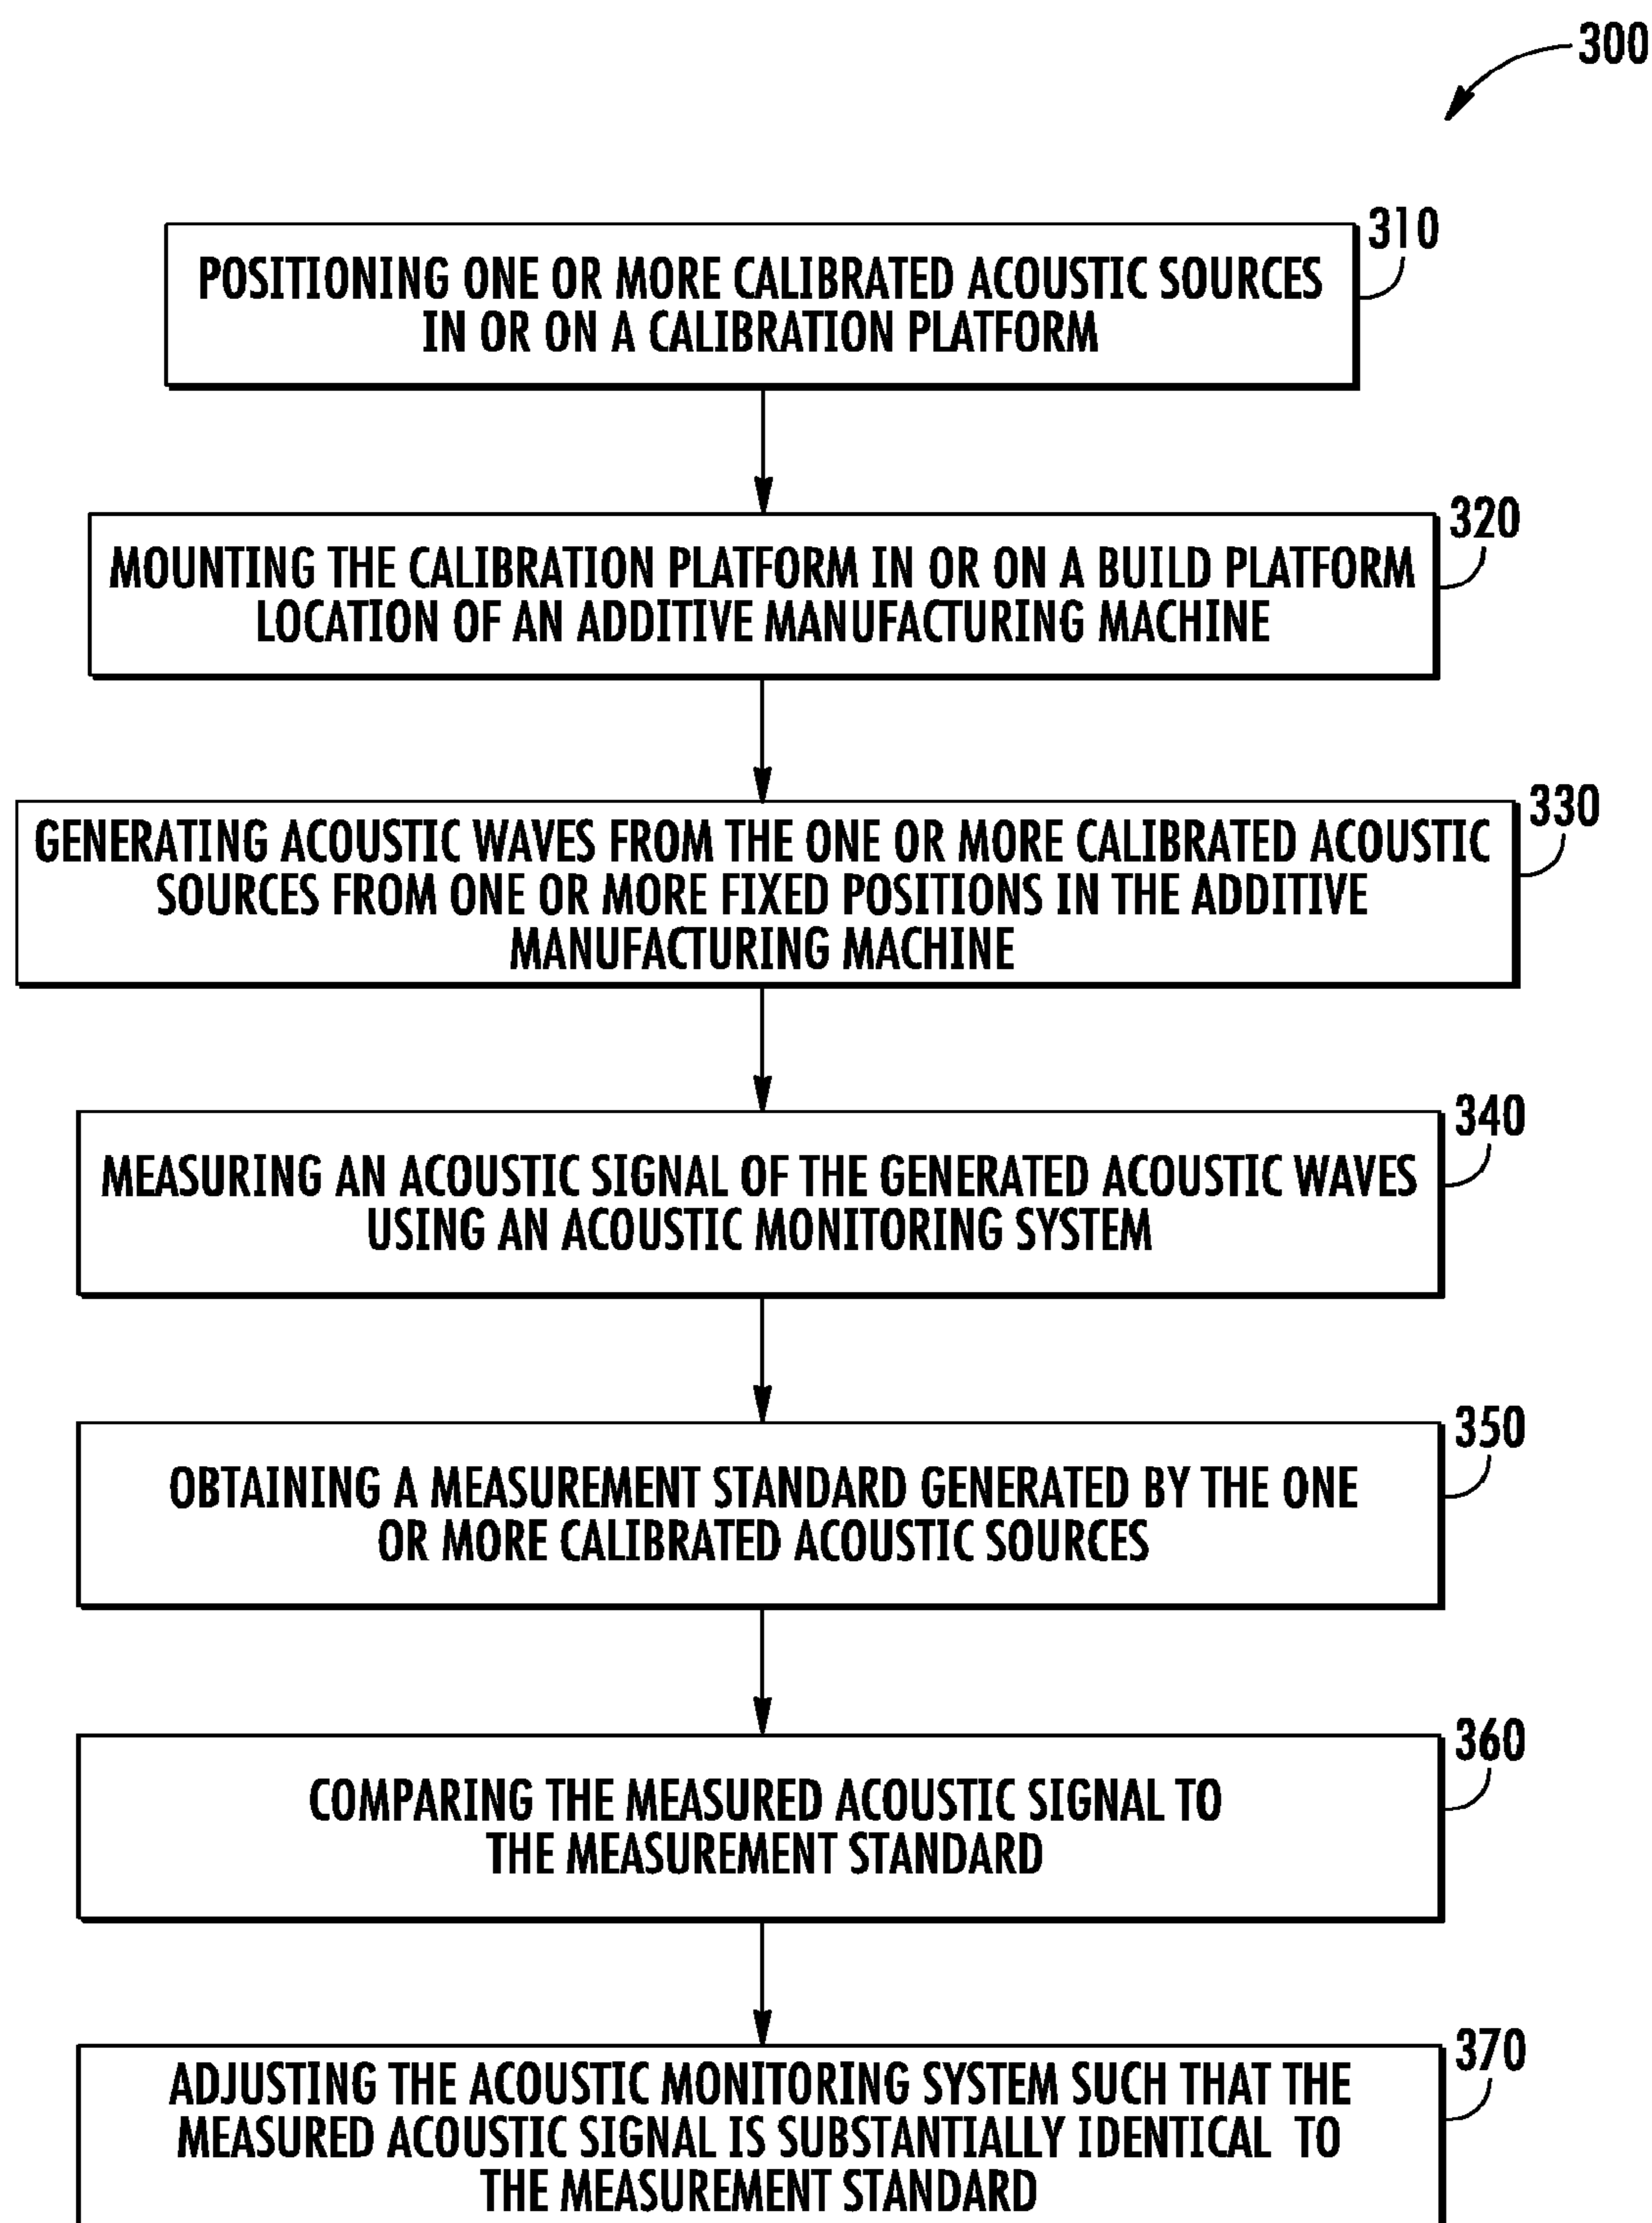 300
310
POSITIONING ONE OR MORE CALIBRATED ACOUSTIC SOURCES
IN OR ON A CALIBRATION PLATFORM
320
MOUNTING THE CALIBRATION PLATFORM IN OR ON A BUILD PLATFORM
LOCATION OF AN ADDITIVE MANUFACTURING MACHINE
330
GENERATING ACOUSTIC WAVES FROM THE ONE OR MORE CALIBRATED ACOUSTIC
SOURCES FROM ONE OR MORE FIXED POSITIONS IN THE ADDITIVE
MANUFACTURING MACHINE
340
MEASURING AN ACOUSTIC SIGNAL OF THE GENERATED ACOUSTIC WAVES
USING AN ACOUSTIC MONITORING SYSTEM
350
OBTAINING A MEASUREMENT STANDARD GENERATED BY THE ONE
OR MORE CALIBRATED ACOUSTIC SOURCES
360
COMPARING THE MEASURED ACOUSTIC SIGNAL TO
THE MEASUREMENT STANDARD
370
ADJUSTING THE ACOUSTIC MONITORING SYSTEM SUCH THAT THE
MEASURED ACOUSTIC SIGNAL IS SUBSTANTIALLY IDENTICAL TO
THE MEASUREMENT STANDARD